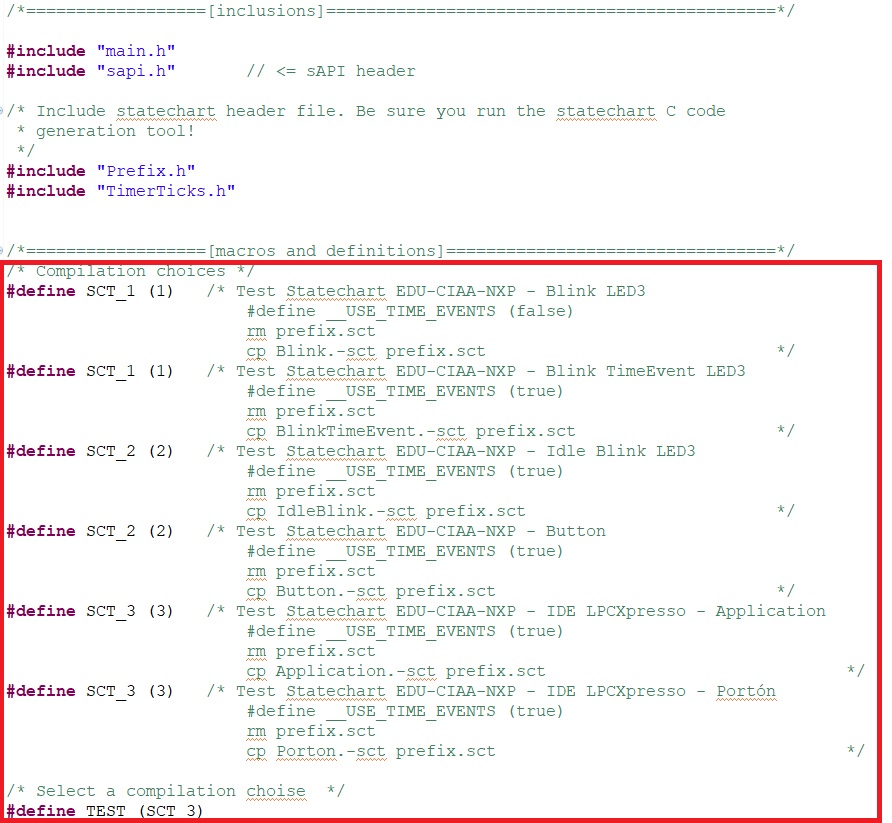 /*==================[inclusions]=============================================*/
#include "main.h"
#include "sapi.h"       // <= sAPI header
/* Include statechart header file. Be sure you run the statechart C code
 * generation tool!
 */
#include "Prefix.h"
#include "TimerTicks.h"
/*==================[macros and definitions]=================================*/
/* Compilation choices */
#define SCT_1 (1)   /* Test Statechart EDU-CIAA-NXP - Blink LED3
                        #define __USE_TIME_EVENTS (false)
                        rm prefix.sct
                        cp Blink.-sct prefix.sct                             */
#define SCT_1 (1)   /* Test Statechart EDU-CIAA-NXP - Blink TimeEvent LED3
                        #define __USE_TIME_EVENTS (true)
                        rm prefix.sct
                        cp BlinkTimeEvent.-sct prefix.sct                    */
#define SCT_2 (2)   /* Test Statechart EDU-CIAA-NXP - Idle Blink LED3
                        #define __USE_TIME_EVENTS (true)
                        rm prefix.sct
                        cp IdleBlink.-sct prefix.sct                         */
#define SCT_2 (2)   /* Test Statechart EDU-CIAA-NXP - Button
                        #define __USE_TIME_EVENTS (true)
                        rm prefix.sct
                        cp Button.-sct prefix.sct                            */
#define SCT_3 (3)   /* Test Statechart EDU-CIAA-NXP - IDE LPCXpresso - Application
                        #define __USE_TIME_EVENTS (true)
                        rm prefix.sct
                        cp Application.-sct prefix.sct                              */
#define SCT_3 (3)   /* Test Statechart EDU-CIAA-NXP - IDE LPCXpresso - Portón
                        #define __USE_TIME_EVENTS (true)
                        rm prefix.sct
                        cp Porton.-sct prefix.sct                                   */
/* Select a compilation choise  */
#define TEST (SCT_3)